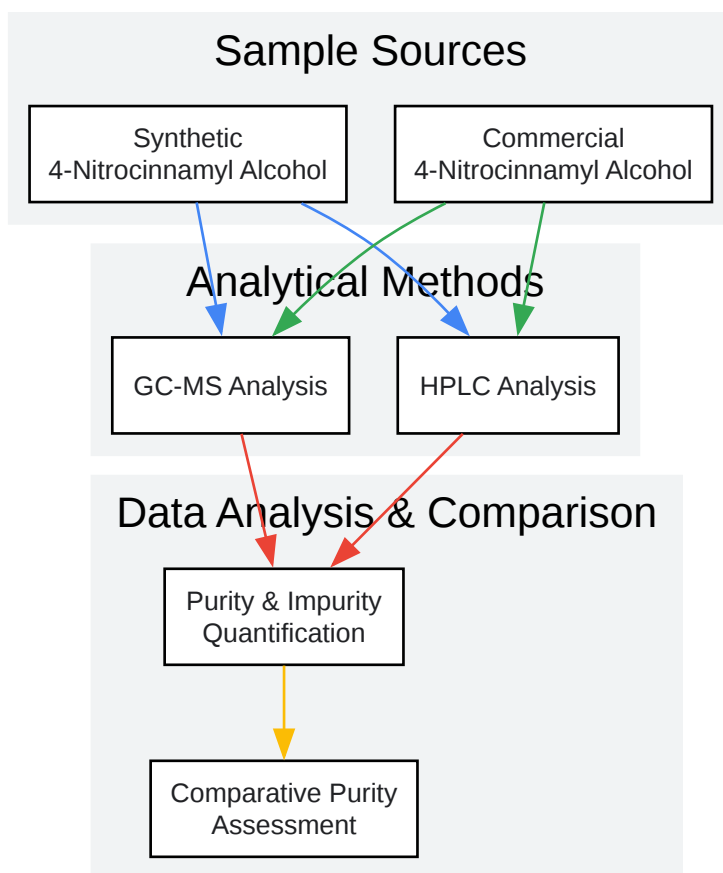 Sample Sources
Synthetic
4-Nitrocinnamyl Alcohol
Commercial
4-Nitrocinnamyl Alcohol
Analytical Methods
GC-MS Analysis
HPLC Analysis
Data Analysis & Comparison
Purity & Impurity
Quantification
Comparative Purity
Assessment